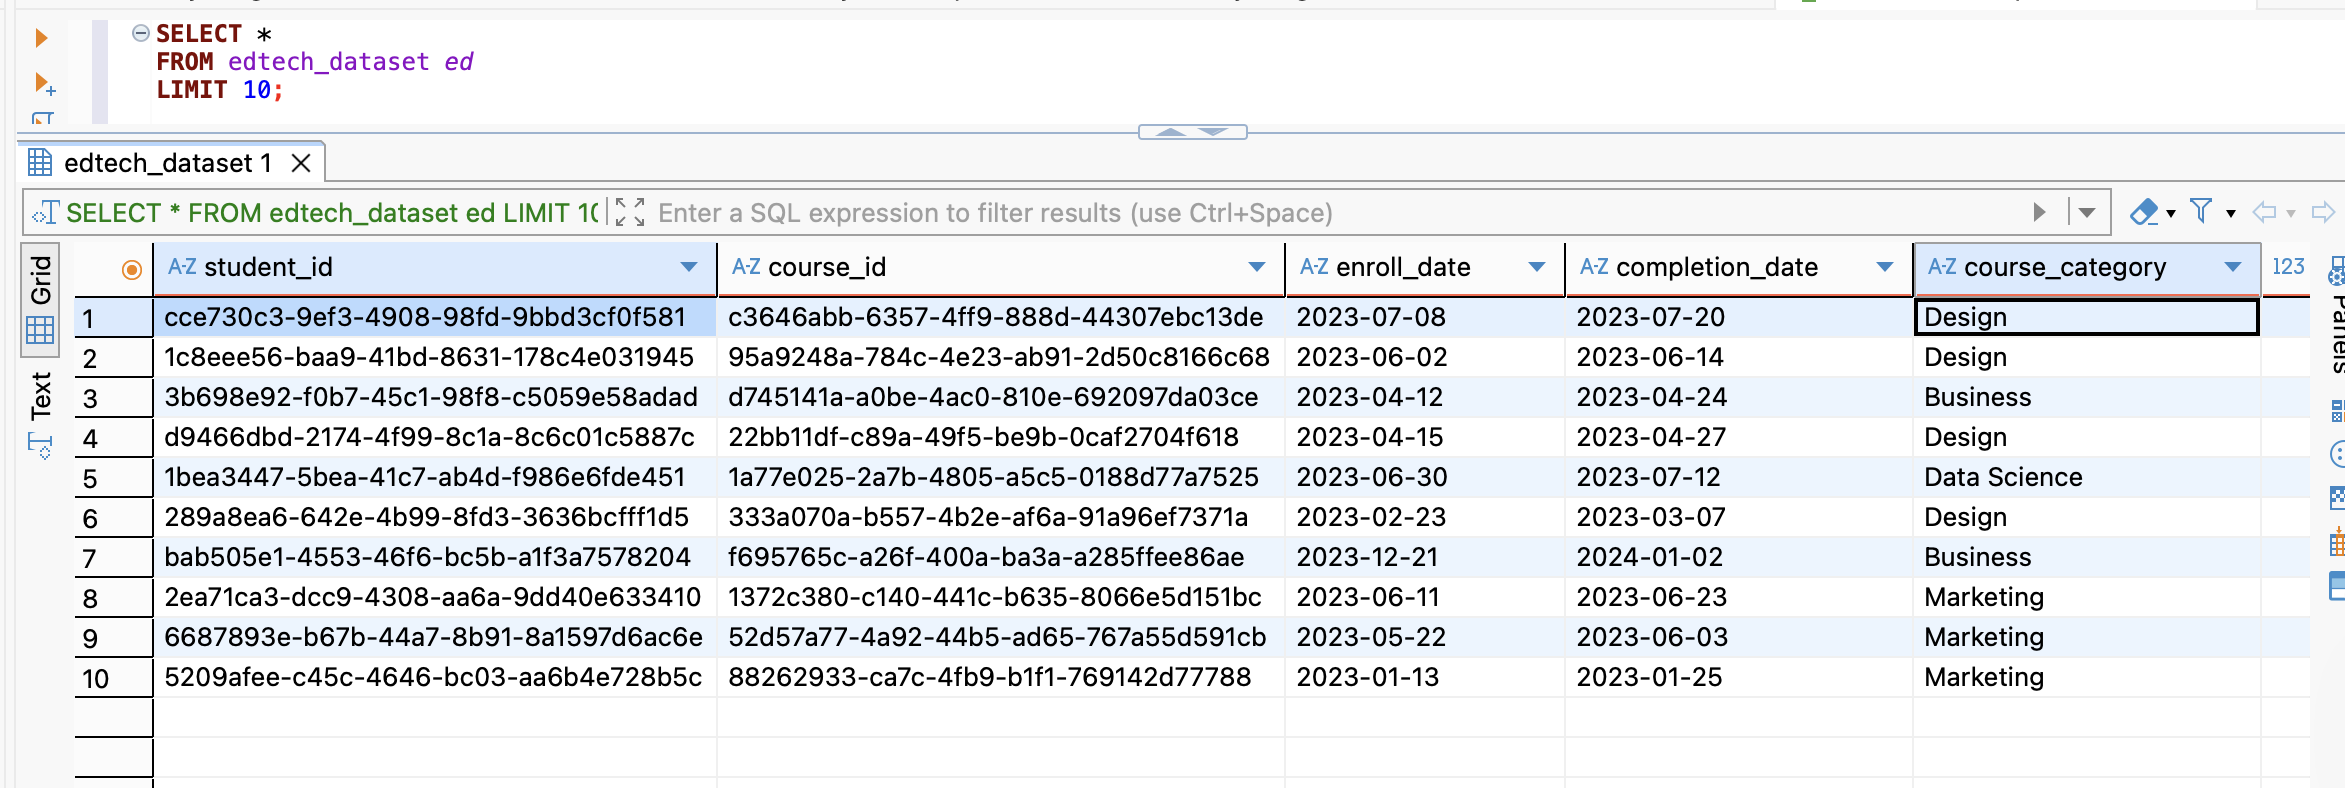 SELECT *
FROM edtech_dataset ed
LIMIT 10;
edtech_dataset 1
SELECT * FROM edtech_dataset ed LIMIT 10 Enter a SQL expression to filter results (use Ctrl+Space)
Grid
Text
A-Z student_id A-Z course_id A-Z enroll_date A-Z completion_date A-Z course_category 123
1 cce730c3-9ef3-4908-98fd-9bbd3cf0f581 c3646abb-6357-4ff9-888d-44307ebc13de 2023-07-08 2023-07-20 Design
2 1c8eee56-baa9-41bd-8631-178c4e031945 95a9248a-784c-4e23-ab91-2d50c8166c68 2023-06-02 2023-06-14 Design
3 3b698e92-f0b7-45c1-98f8-c5059e58adad d745141a-a0be-4ac0-810e-692097da03ce 2023-04-12 2023-04-24 Business
4 d9466dbd-2174-4f99-8c1a-8c6c01c5887c 22bb11df-c89a-49f5-be9b-0caf2704f618 2023-04-15 2023-04-27 Design
5 1bea3447-5bea-41c7-ab4d-f986e6fde451 1a77e025-2a7b-4805-a5c5-0188d77a7525 2023-06-30 2023-07-12 Data Science
6 289a8ea6-642e-4b99-8fd3-3636bcfff1d5 333a070a-b557-4b2e-af6a-91a96ef7371a 2023-02-23 2023-03-07 Design
7 bab505e1-4553-46f6-bc5b-a1f3a7578204 f695765c-a26f-400a-ba3a-a285ffee86ae 2023-12-21 2024-01-02 Business
8 2ea71ca3-dcc9-4308-aa6a-9dd40e633410 1372c380-c140-441c-b635-8066e5d151bc 2023-06-11 2023-06-23 Marketing
9 6687893e-b67b-44a7-8b91-8a1597d6ac6e 52d57a77-4a92-44b5-ad65-767a55d591cb 2023-05-22 2023-06-03 Marketing
10 5209afee-c45c-4646-bc03-aa6b4e728b5c 88262933-ca7c-4fb9-b1f1-769142d77788 2023-01-13 2023-01-25 Marketing
Panels